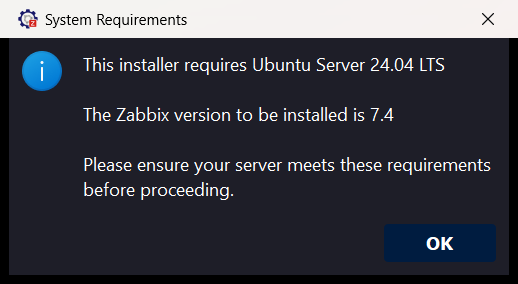 System Requirements
This installer requires Ubuntu Server 24.04 LTS
The Zabbix version to be installed is 7.4
Please ensure your server meets these requirements
before proceeding.
OK